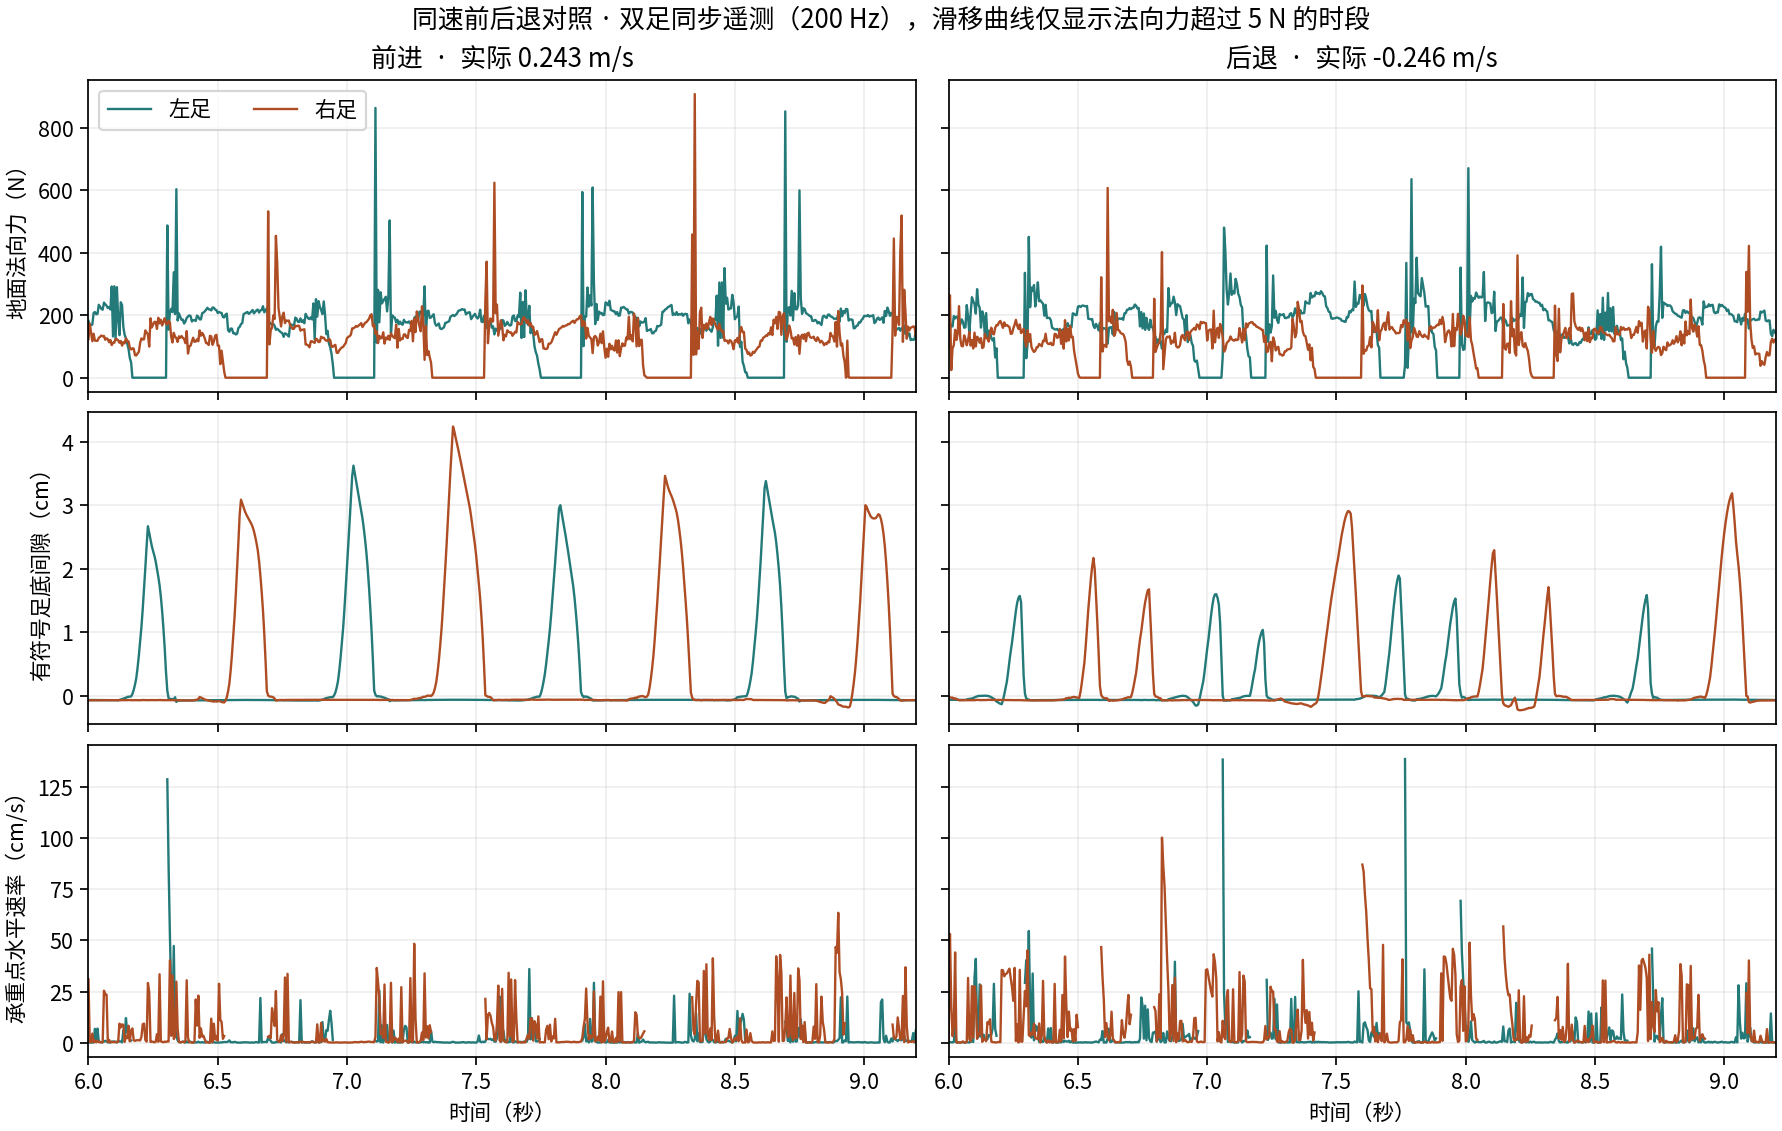 同速前后退对照 · 双足同步遥测（200 Hz），滑移曲线仅显示法向力超过 5 N 的时段
前进 · 实际 0.243 m/s
后退 · 实际 -0.246 m/s
左足 右足
地面法向力（N）
800
600
400
200
0
有符号足底间隙（cm）
4
3
2
1
0
承重点水平速率（cm/s）
125
100
75
50
25
0
6.0 6.5 7.0 7.5 8.0 8.5 9.0
6.0 6.5 7.0 7.5 8.0 8.5 9.0
时间（秒）
时间（秒）